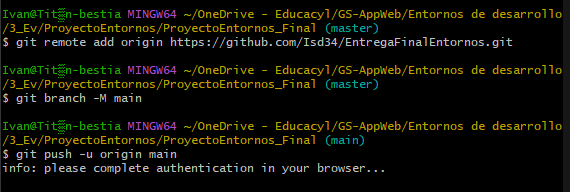 Ivan@Tit▒n-bestia MINGW64 ~/OneDrive - Educacyl/GS-AppWeb/Entornos de desarrollo
/3_Ev/ProyectoEntornos/ProyectoEntornos_Final (master)
$ git remote add origin https://github.com/Isd34/EntregaFinalEntornos.git
Ivan@Tit▒n-bestia MINGW64 ~/OneDrive - Educacyl/GS-AppWeb/Entornos de desarrollo
/3_Ev/ProyectoEntornos/ProyectoEntornos_Final (master)
$ git branch -M main
Ivan@Tit▒n-bestia MINGW64 ~/OneDrive - Educacyl/GS-AppWeb/Entornos de desarrollo
/3_Ev/ProyectoEntornos/ProyectoEntornos_Final (main)
$ git push -u origin main
info: please complete authentication in your browser...